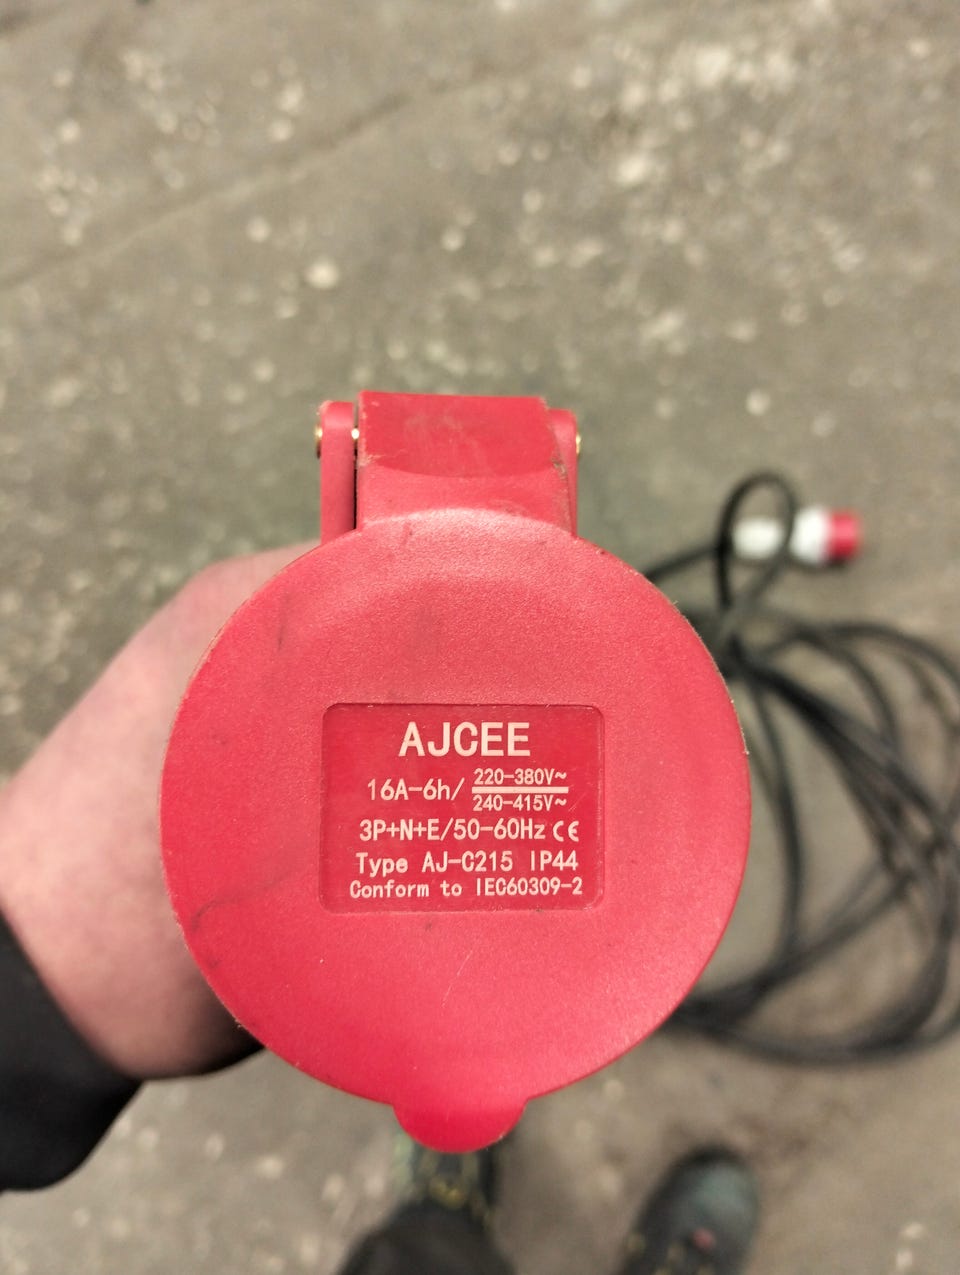 AJCEE
16A-6h/ 220-380V~
240-415V~
3P+N+E/50-60Hz CE
Type AJ-C215 IP44
Conform to IEC60309-2